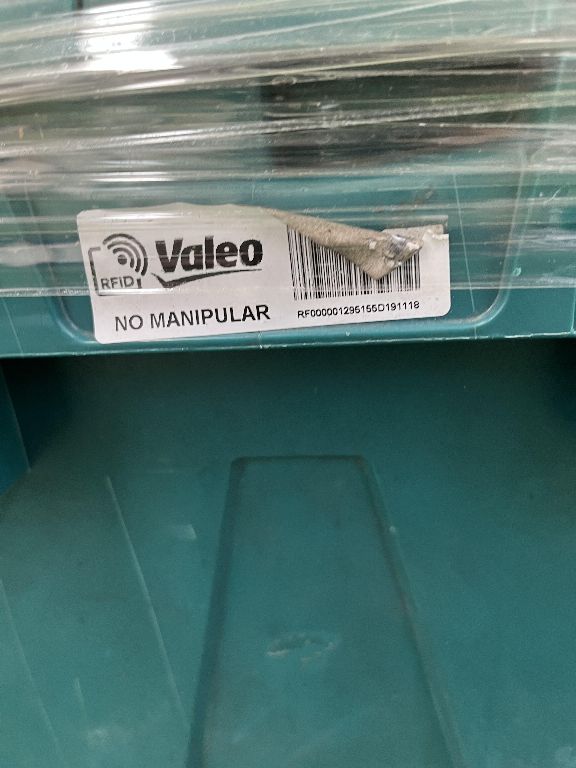 RFID
Valeo
NO MANIPULAR
RF000001295155D191118